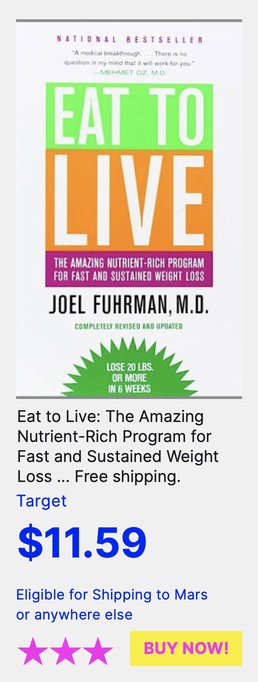 NATIONAL BESTSELLER
"A medical breakthrough . . . . There is no
question in my mind that it will work for you."
—MEHMET OZ, M.D.
EAT TO
LIVE
THE AMAZING NUTRIENT-RICH PROGRAM
FOR FAST AND SUSTAINED WEIGHT LOSS
JOEL FUHRMAN, M.D.
COMPLETELY REVISED AND UPDATED
LOSE 20 LBS.
OR MORE
IN 6 WEEKS
Eat to Live: The Amazing
Nutrient-Rich Program for
Fast and Sustained Weight
Loss ... Free shipping.
Target
$11.59
Eligible for Shipping to Mars
or anywhere else
BUY NOW!